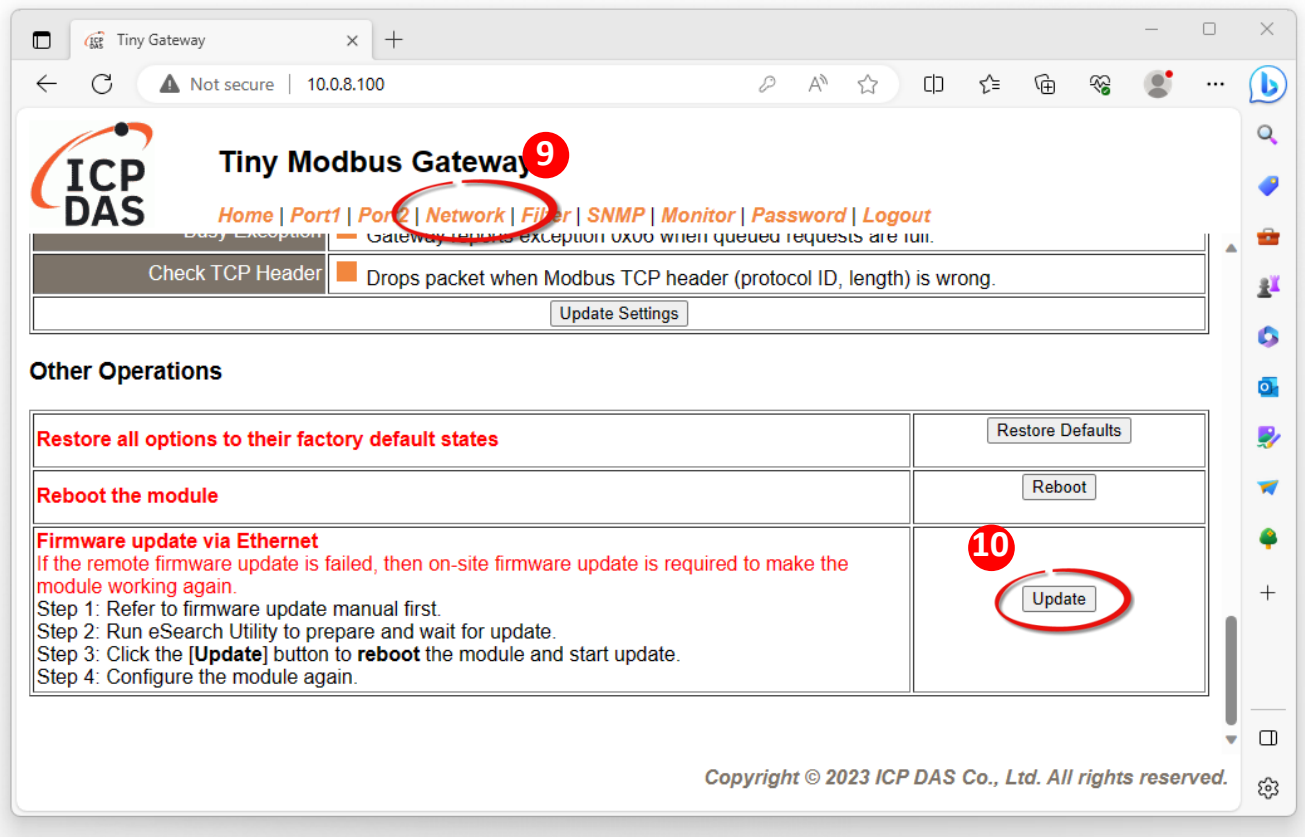 Tiny Gateway
Not secure | 10.0.8.100
ICP
DAS
Tiny Modbus Gateway
9
Home | Port1 | Port2 | Network | Filter | SNMP | Monitor | Password | Logout
Busy Exception Gateway reports exception 0x06 when queued requests are full.
Check TCP Header Drops packet when Modbus TCP header (protocol ID, length) is wrong.
Update Settings
Other Operations
Restore all options to their factory default states Restore Defaults
Reboot the module Reboot
Firmware update via Ethernet
If the remote firmware update is failed, then on-site firmware update is required to make the
module working again.
Step 1: Refer to firmware update manual first.
Step 2: Run eSearch Utility to prepare and wait for update.
Step 3: Click the [Update] button to reboot the module and start update.
Step 4: Configure the module again.
10
Update
Copyright © 2023 ICP DAS Co., Ltd. All rights reserved.